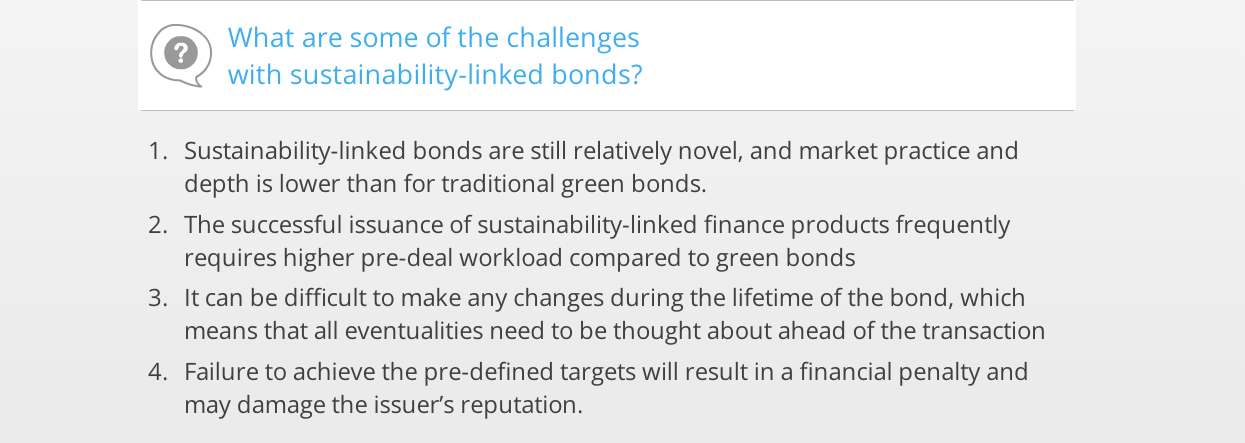 ?
What are some of the challenges
with sustainability-linked bonds?
1. Sustainability-linked bonds are still relatively novel, and market practice and
depth is lower than for traditional green bonds.
2. The successful issuance of sustainability-linked finance products frequently
requires higher pre-deal workload compared to green bonds
3. It can be difficult to make any changes during the lifetime of the bond, which
means that all eventualities need to be thought about ahead of the transaction
4. Failure to achieve the pre-defined targets will result in a financial penalty and
may damage the issuer’s reputation.